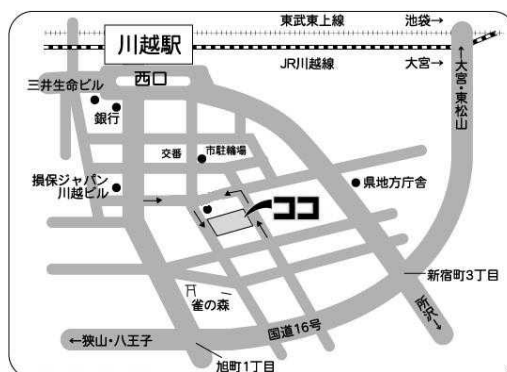 東武東上線
池袋→
川越駅
JR川越線
大宮→
西口
三井生命ビル
銀行
←大宮・東松山
交番
市駐輪場
損保ジャパン
川越ビル
県地方庁舎
ココ
新宿町3丁目
雀の森
所沢→
国道16号
←狭山・八王子
旭町1丁目